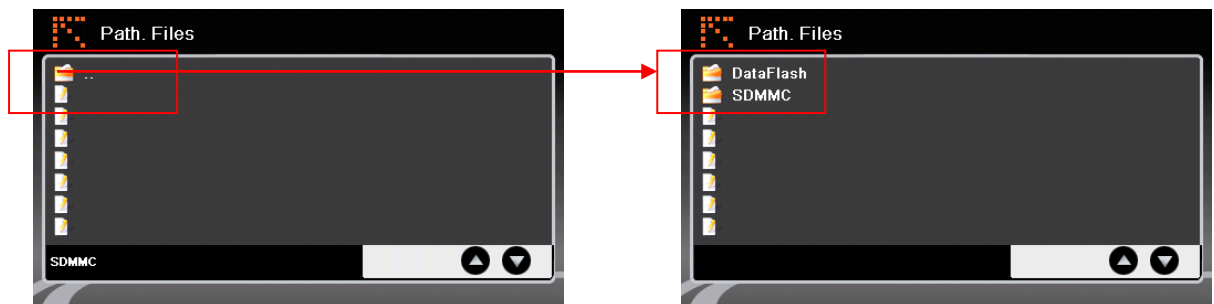 Path. Files
..
SDMMC
Path. Files
DataFlash
SDMMC